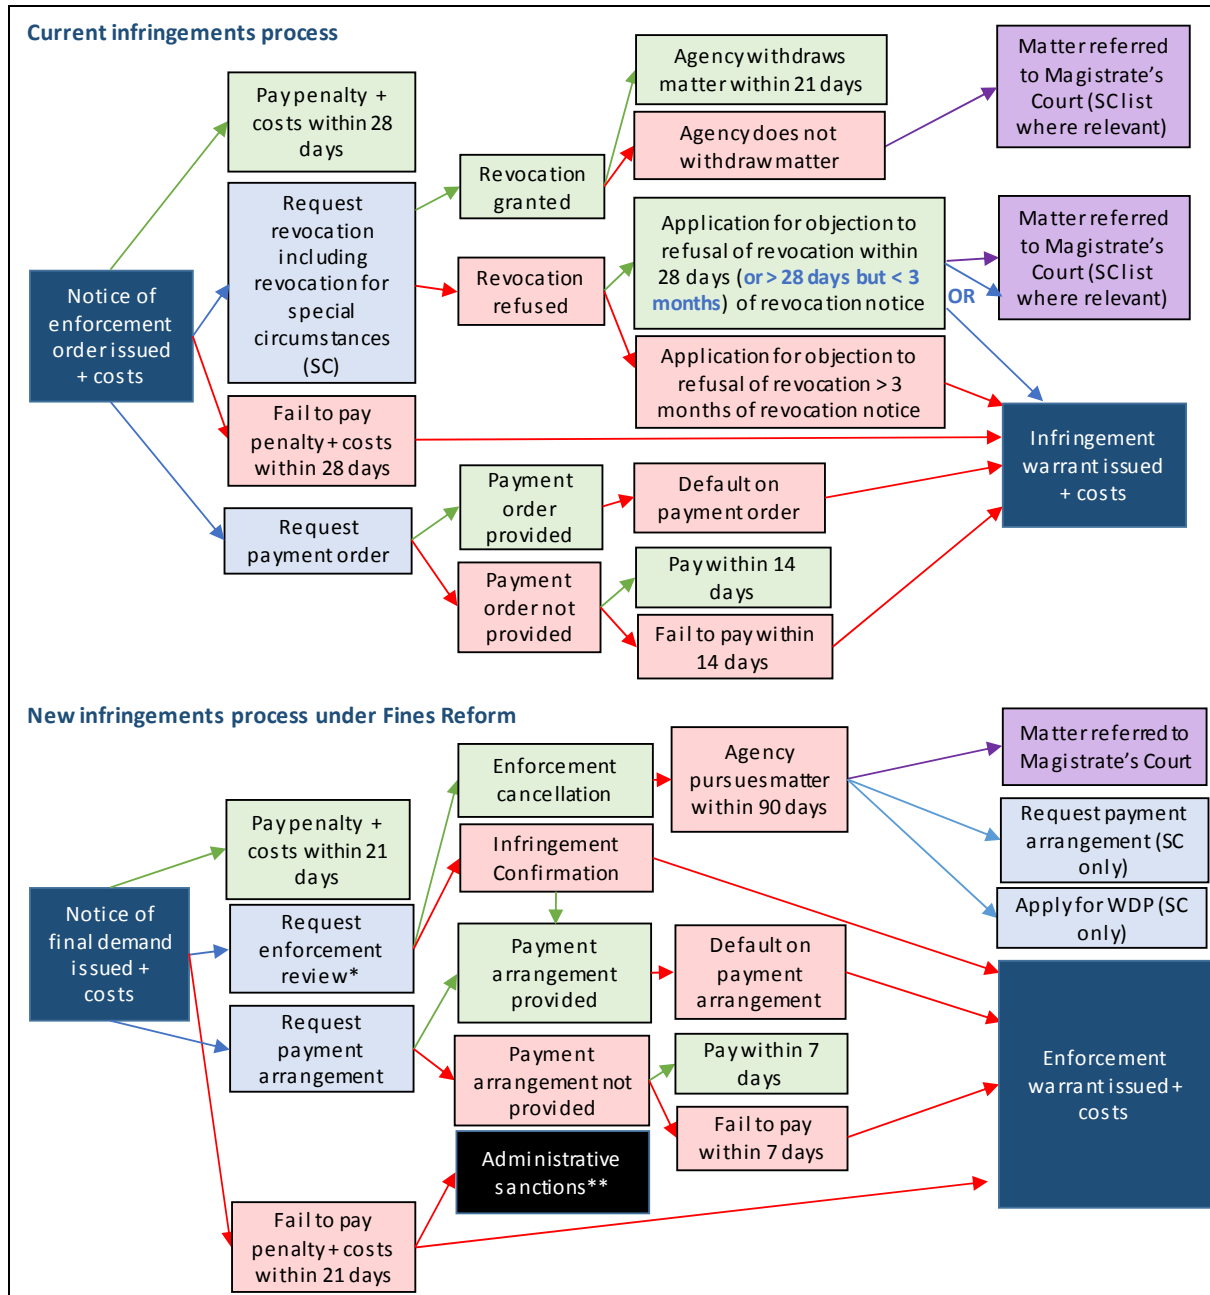 Current infringements process
Pay penalty +
costs within 28
days
Agency withdraws
matter within 21 days
Matter referred
to Magistrate's
Court (SC list
where relevant)
Agency does not
withdraw matter
Revocation
granted
Request
revocation
including
revocation for
special
circumstances
(SC)
Application for objection to
refusal of revocation within
28 days (or > 28 days but < 3
months) of revocation notice
Matter referred
to Magistrate's
Court (SC list
where relevant)
OR
Notice of
enforcement
order issued
+ costs
Revocation
refused
Application for objection to
refusal of revocation > 3
months of revocation notice
Fail to pay
penalty + costs
within 28 days
Infringement
warrant issued
+ costs
Request
payment order
Payment
order
provided
Default on
payment order
Payment
order not
provided
Pay within 14
days
Fail to pay within
14 days
New infringements process under Fines Reform
Enforcement
cancellation
Agency
pursues matter
within 90 days
Matter referred to
Magistrate's Court
Pay penalty +
costs within 21
days
Infringement
Confirmation
Request payment
arrangement (SC
only)
Apply for WDP (SC
only)
Notice of
final demand
issued +
costs
Request
enforcement
review*
Payment
arrangement
provided
Default on
payment
arrangement
Request
payment
arrangement
Payment
arrangement not
provided
Pay within 7
days
Fail to pay
within 7 days
Enforcement
warrant issued +
costs
Administrative
sanctions**
Fail to pay
penalty + costs
within 21 days